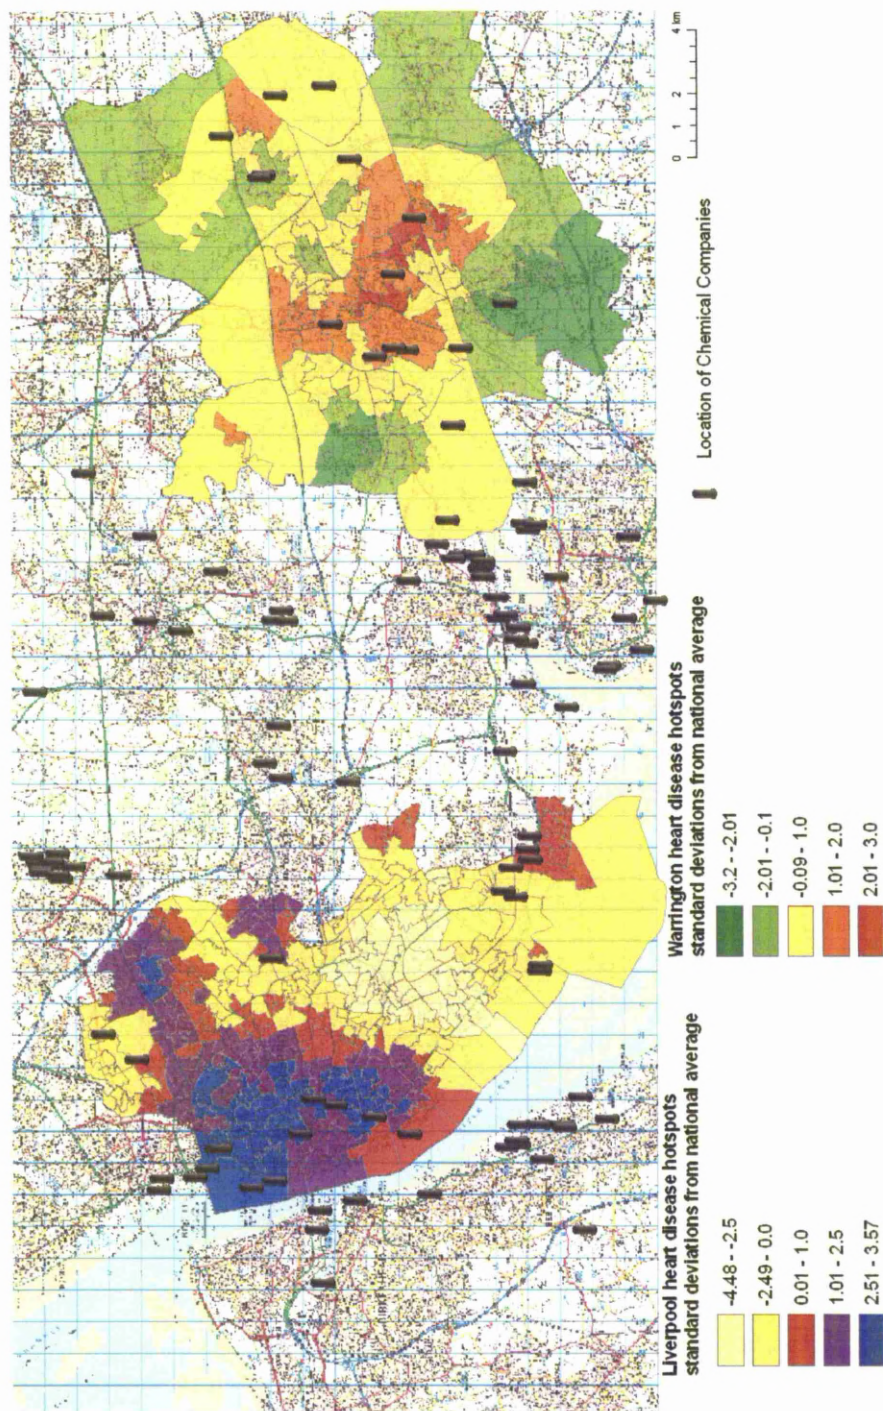 Liverpool heart disease hotspots
standard deviations from national average
-4.48 - -2.5
-2.49 - 0.0
0.01 - 1.0
1.01 - 2.5
2.51 - 3.57
Warrington heart disease hotspots
standard deviations from national average
-3.2 - -2.01
-2.01 - -0.1
-0.09 - 1.0
1.01 - 2.0
2.01 - 3.0
Location of Chemical Companies
0 1 2 4 km